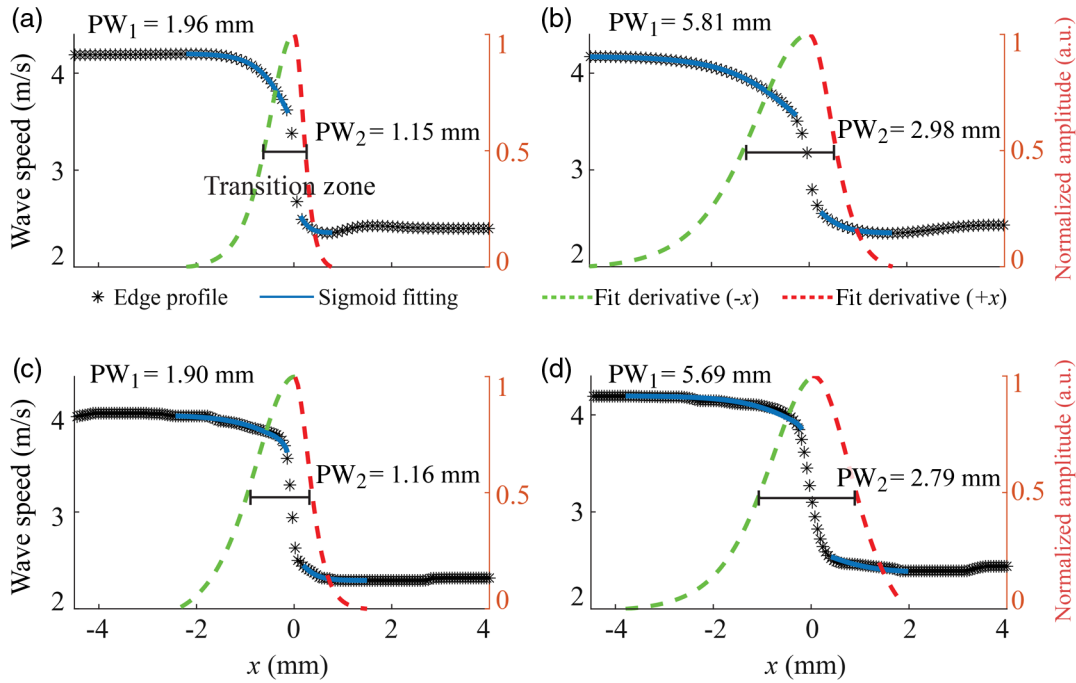 (a)
PW1 = 1.96 mm
(b)
PW1 = 5.81 mm
Wave speed (m/s)
4
3
2
1
0.5
0
PW2 = 1.15 mm
Transition zone
4
3
2
PW2 = 2.98 mm
1
0.5
0
Normalized amplitude (a.u.)
Edge profile
Sigmoid fitting
Fit derivative (-x)
Fit derivative (+x)
(c)
PW1 = 1.90 mm
(d)
PW1 = 5.69 mm
Wave speed (m/s)
4
3
2
1
0.5
0
PW2 = 1.16 mm
4
3
2
PW2 = 2.79 mm
1
0.5
0
Normalized amplitude (a.u.)
-4 -2 0 2 4
-4 -2 0 2 4
x (mm)
x (mm)